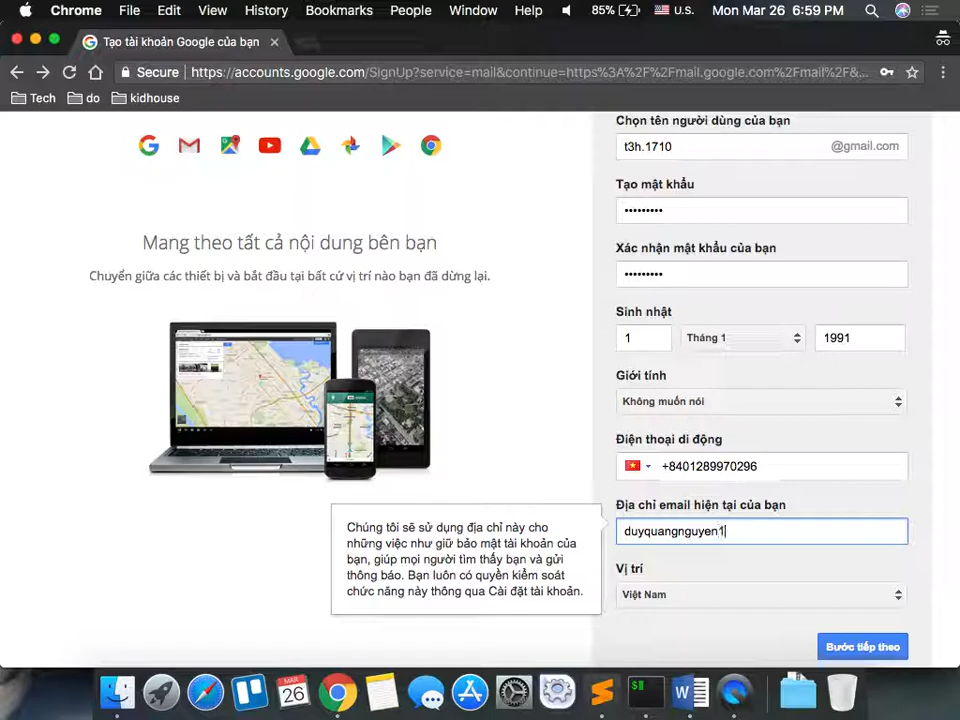 Chrome File Edit View History Bookmarks People Window Help 85% U.S. Mon Mar 26 6:59 PM
Tạo tài khoản Google của bạn
Secure https://accounts.google.com/SignUp?service=mail&continue=https%3A%2F%2Fmail.google.com%2Fmail%2F&...
Tech do kidhouse
Chọn tên người dùng của bạn
t3h.1710 @gmail.com
Tạo mật khẩu
•••••••••
Xác nhận mật khẩu của bạn
•••••••••
Mang theo tất cả nội dung bên bạn
Chuyển giữa các thiết bị và bắt đầu tại bất cứ vị trí nào bạn đã dừng lại.
Sinh nhật
1 Tháng 1 1991
Giới tính
Không muốn nói
Điện thoại di động
+8401289970296
Địa chỉ email hiện tại của bạn
duyquangnguyen1
Chúng tôi sẽ sử dụng địa chỉ này cho
những việc như giữ bảo mật tài khoản của
bạn, giúp mọi người tìm thấy bạn và gửi
thông báo. Bạn luôn có quyền kiểm soát
chức năng này thông qua Cài đặt tài khoản.
Vị trí
Việt Nam
Bước tiếp theo
MAR
26